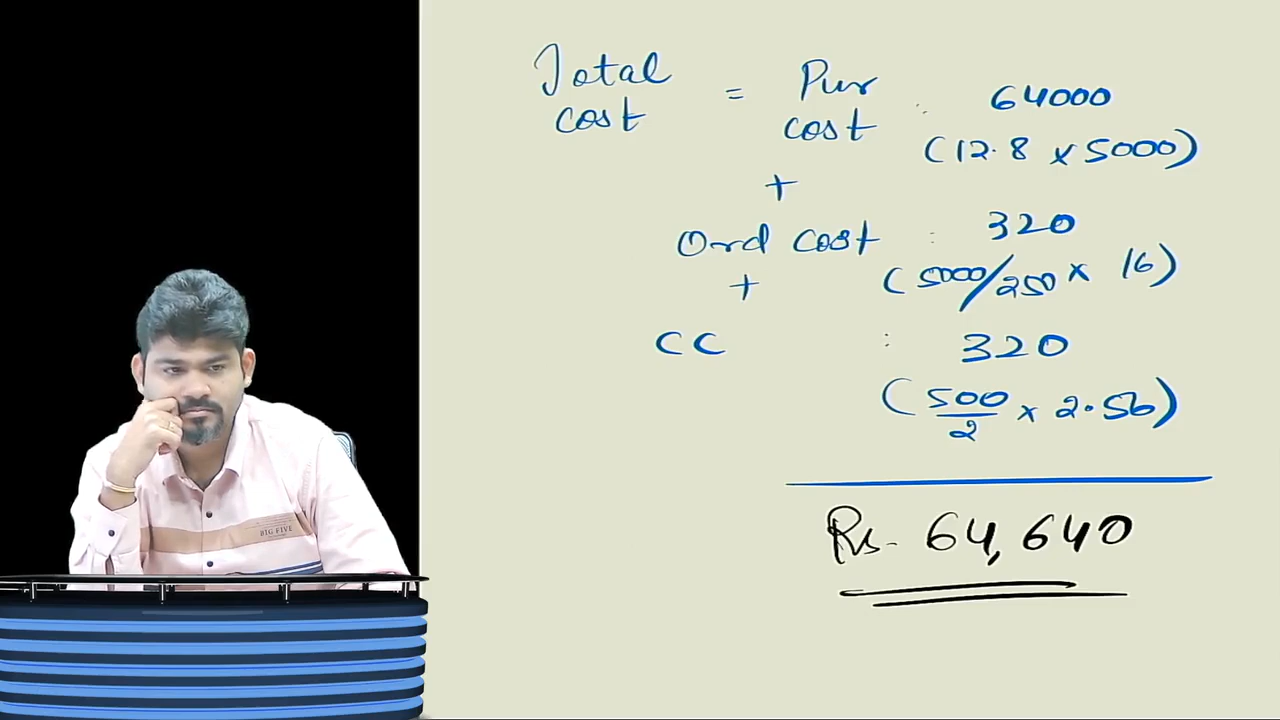 Total = Pur : 64000
cost cost (12.8 x 5000)
+
Ord cost : 320
+ (5000/250 x 16)
CC : 320
(500/2 x 2.56)
Rs. 64,640
BIG FIVE